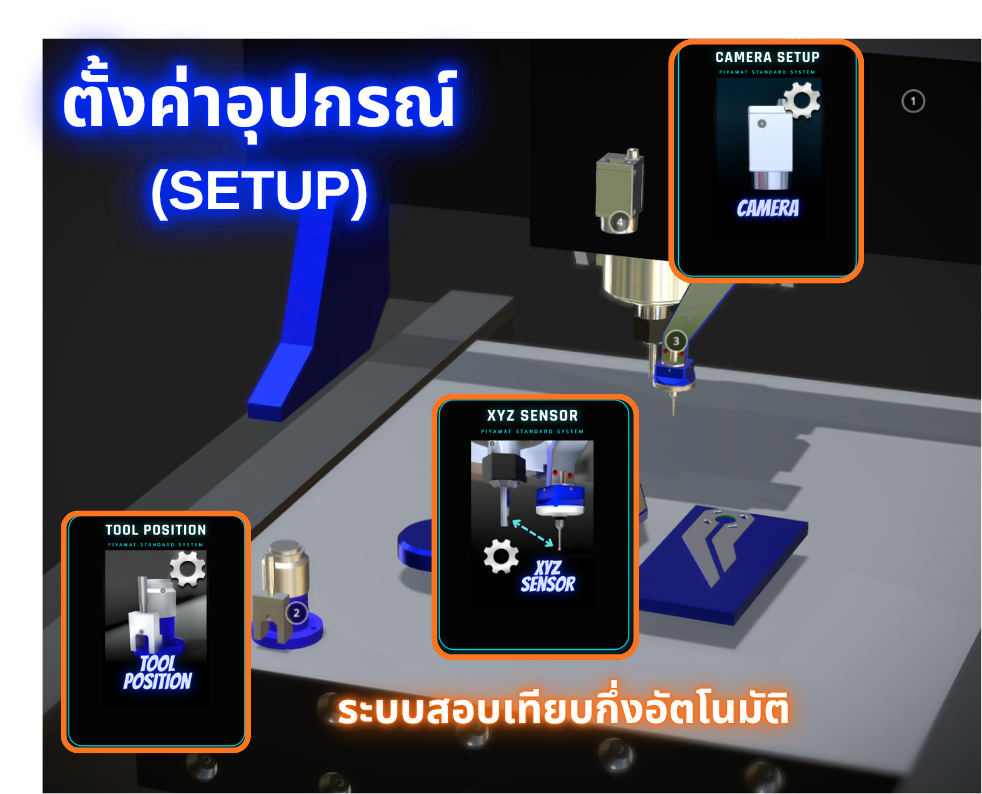 ตั้งค่าอุปกรณ์
(SETUP)
CAMERA SETUP
PIYAWAT STANDARD SYSTEM
CAMERA
1
4
3
XYZ SENSOR
PIYAWAT STANDARD SYSTEM
XYZ
SENSOR
TOOL POSITION
PIYAWAT STANDARD SYSTEM
TOOL
POSITION
2
ระบบสอบเทียบกึ่งอัตโนมัติ